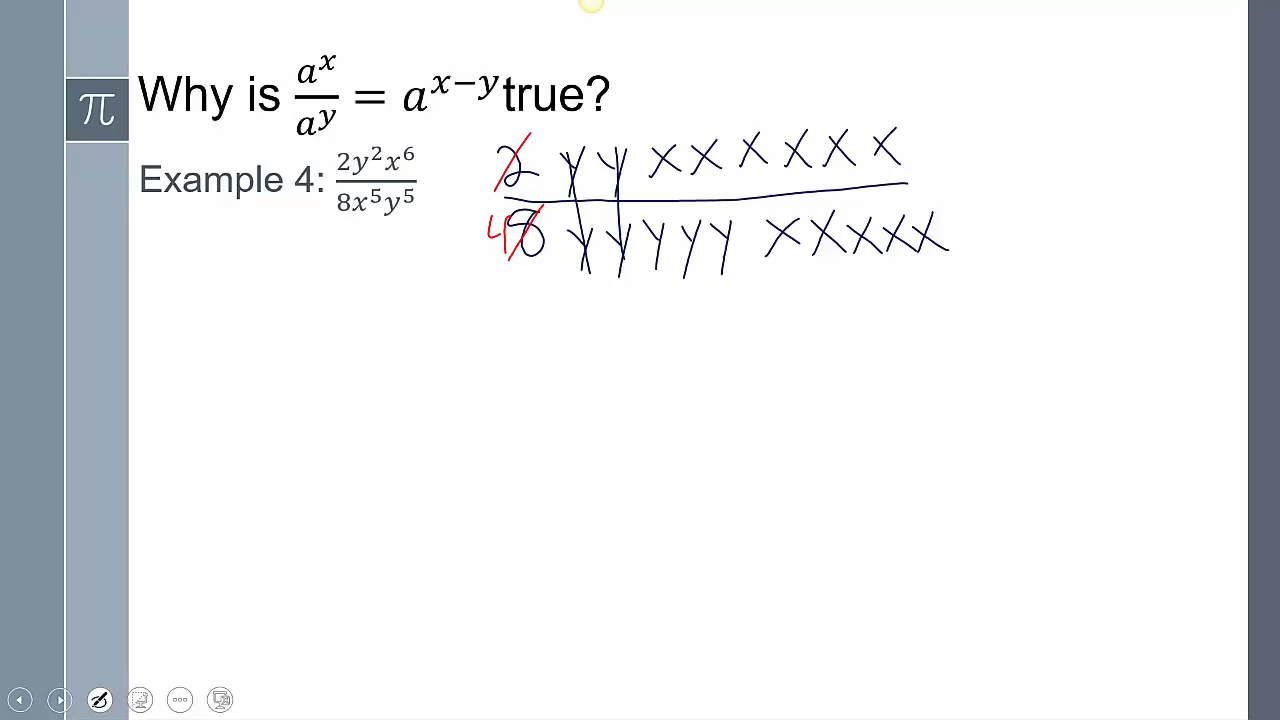 π
Why is a^x/a^y = a^{x−y} true?
Example 4: 2y^2x^6/8x^5y^5
2 y y x x x x x x
4 8 y y y y y x x x x x